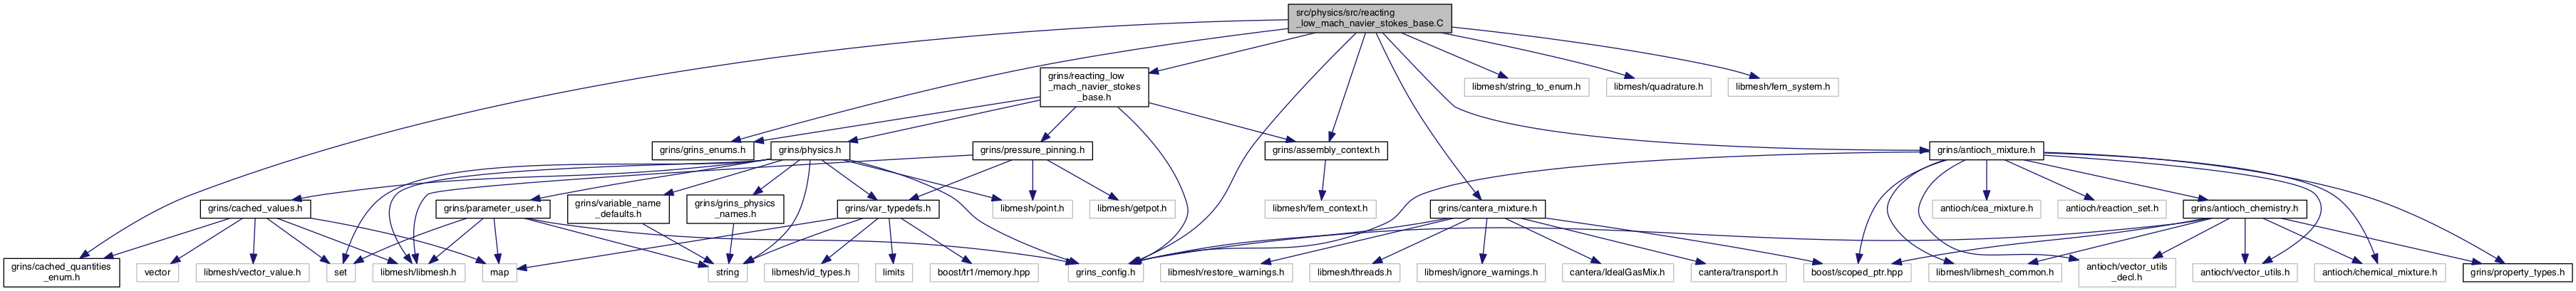 src/physics/src/reacting
_low_mach_navier_stokes_base.C
grins/reacting_low
_mach_navier_stokes
_base.h
libmesh/string_to_enum.h
libmesh/quadrature.h
libmesh/fem_system.h
grins/grins_enums.h
grins/physics.h
grins/pressure_pinning.h
grins/assembly_context.h
grins/antioch_mixture.h
grins/cached_values.h
grins/parameter_user.h
grins/variable_name
_defaults.h
grins/grins_physics
_names.h
grins/var_typedefs.h
libmesh/point.h
libmesh/getpot.h
libmesh/fem_context.h
grins/cantera_mixture.h
antioch/cea_mixture.h
antioch/reaction_set.h
grins/antioch_chemistry.h
grins/cached_quantities
_enum.h
vector
libmesh/vector_value.h
set
libmesh/libmesh.h
map
string
libmesh/id_types.h
limits
boost/tr1/memory.hpp
grins_config.h
libmesh/restore_warnings.h
libmesh/threads.h
libmesh/ignore_warnings.h
cantera/IdealGasMix.h
cantera/transport.h
boost/scoped_ptr.hpp
libmesh/libmesh_common.h
antioch/vector_utils
_decl.h
antioch/vector_utils.h
antioch/chemical_mixture.h
grins/property_types.h